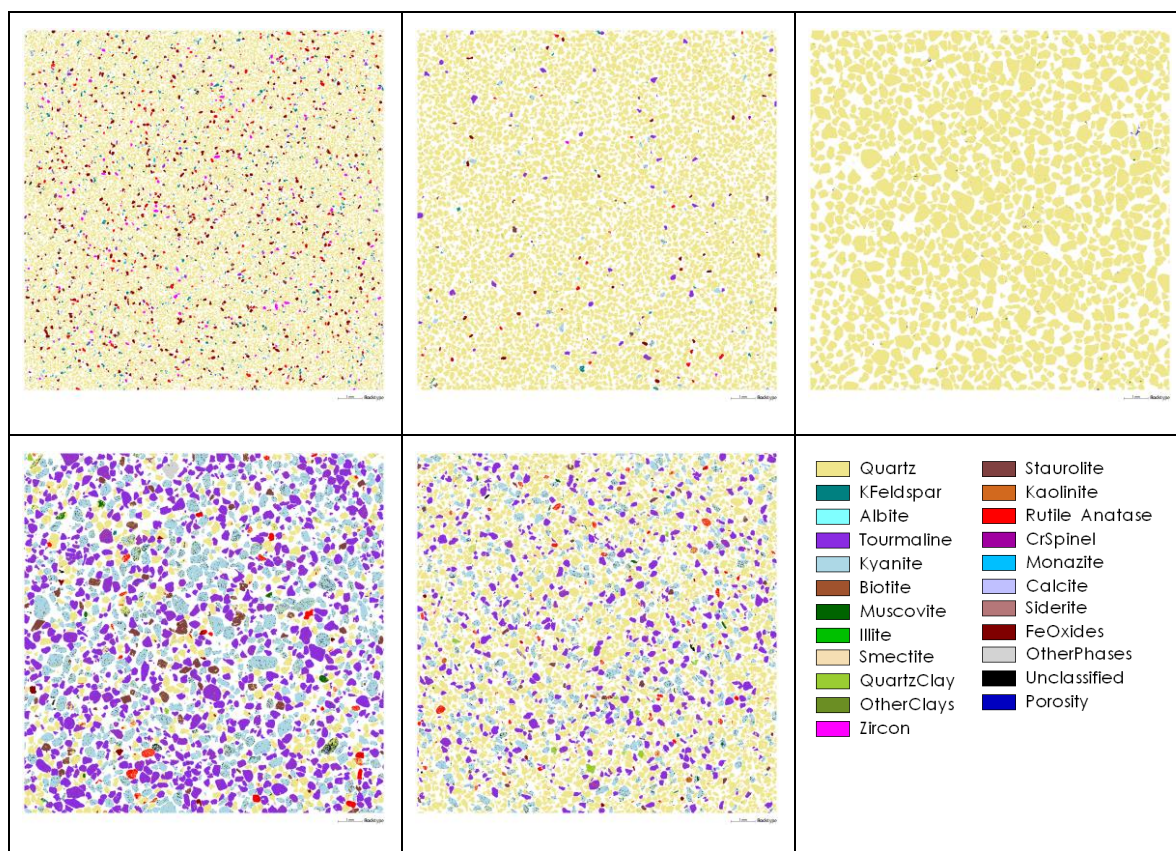 Quartz
KFeldspar
Albite
Tourmaline
Kyanite
Biotite
Muscovite
Illite
Smectite
QuartzClay
OtherClays
Zircon
Staurolite
Kaolinite
Rutile Anatase
CrSpinel
Monazite
Calcite
Siderite
FeOxides
OtherPhases
Unclassified
Porosity